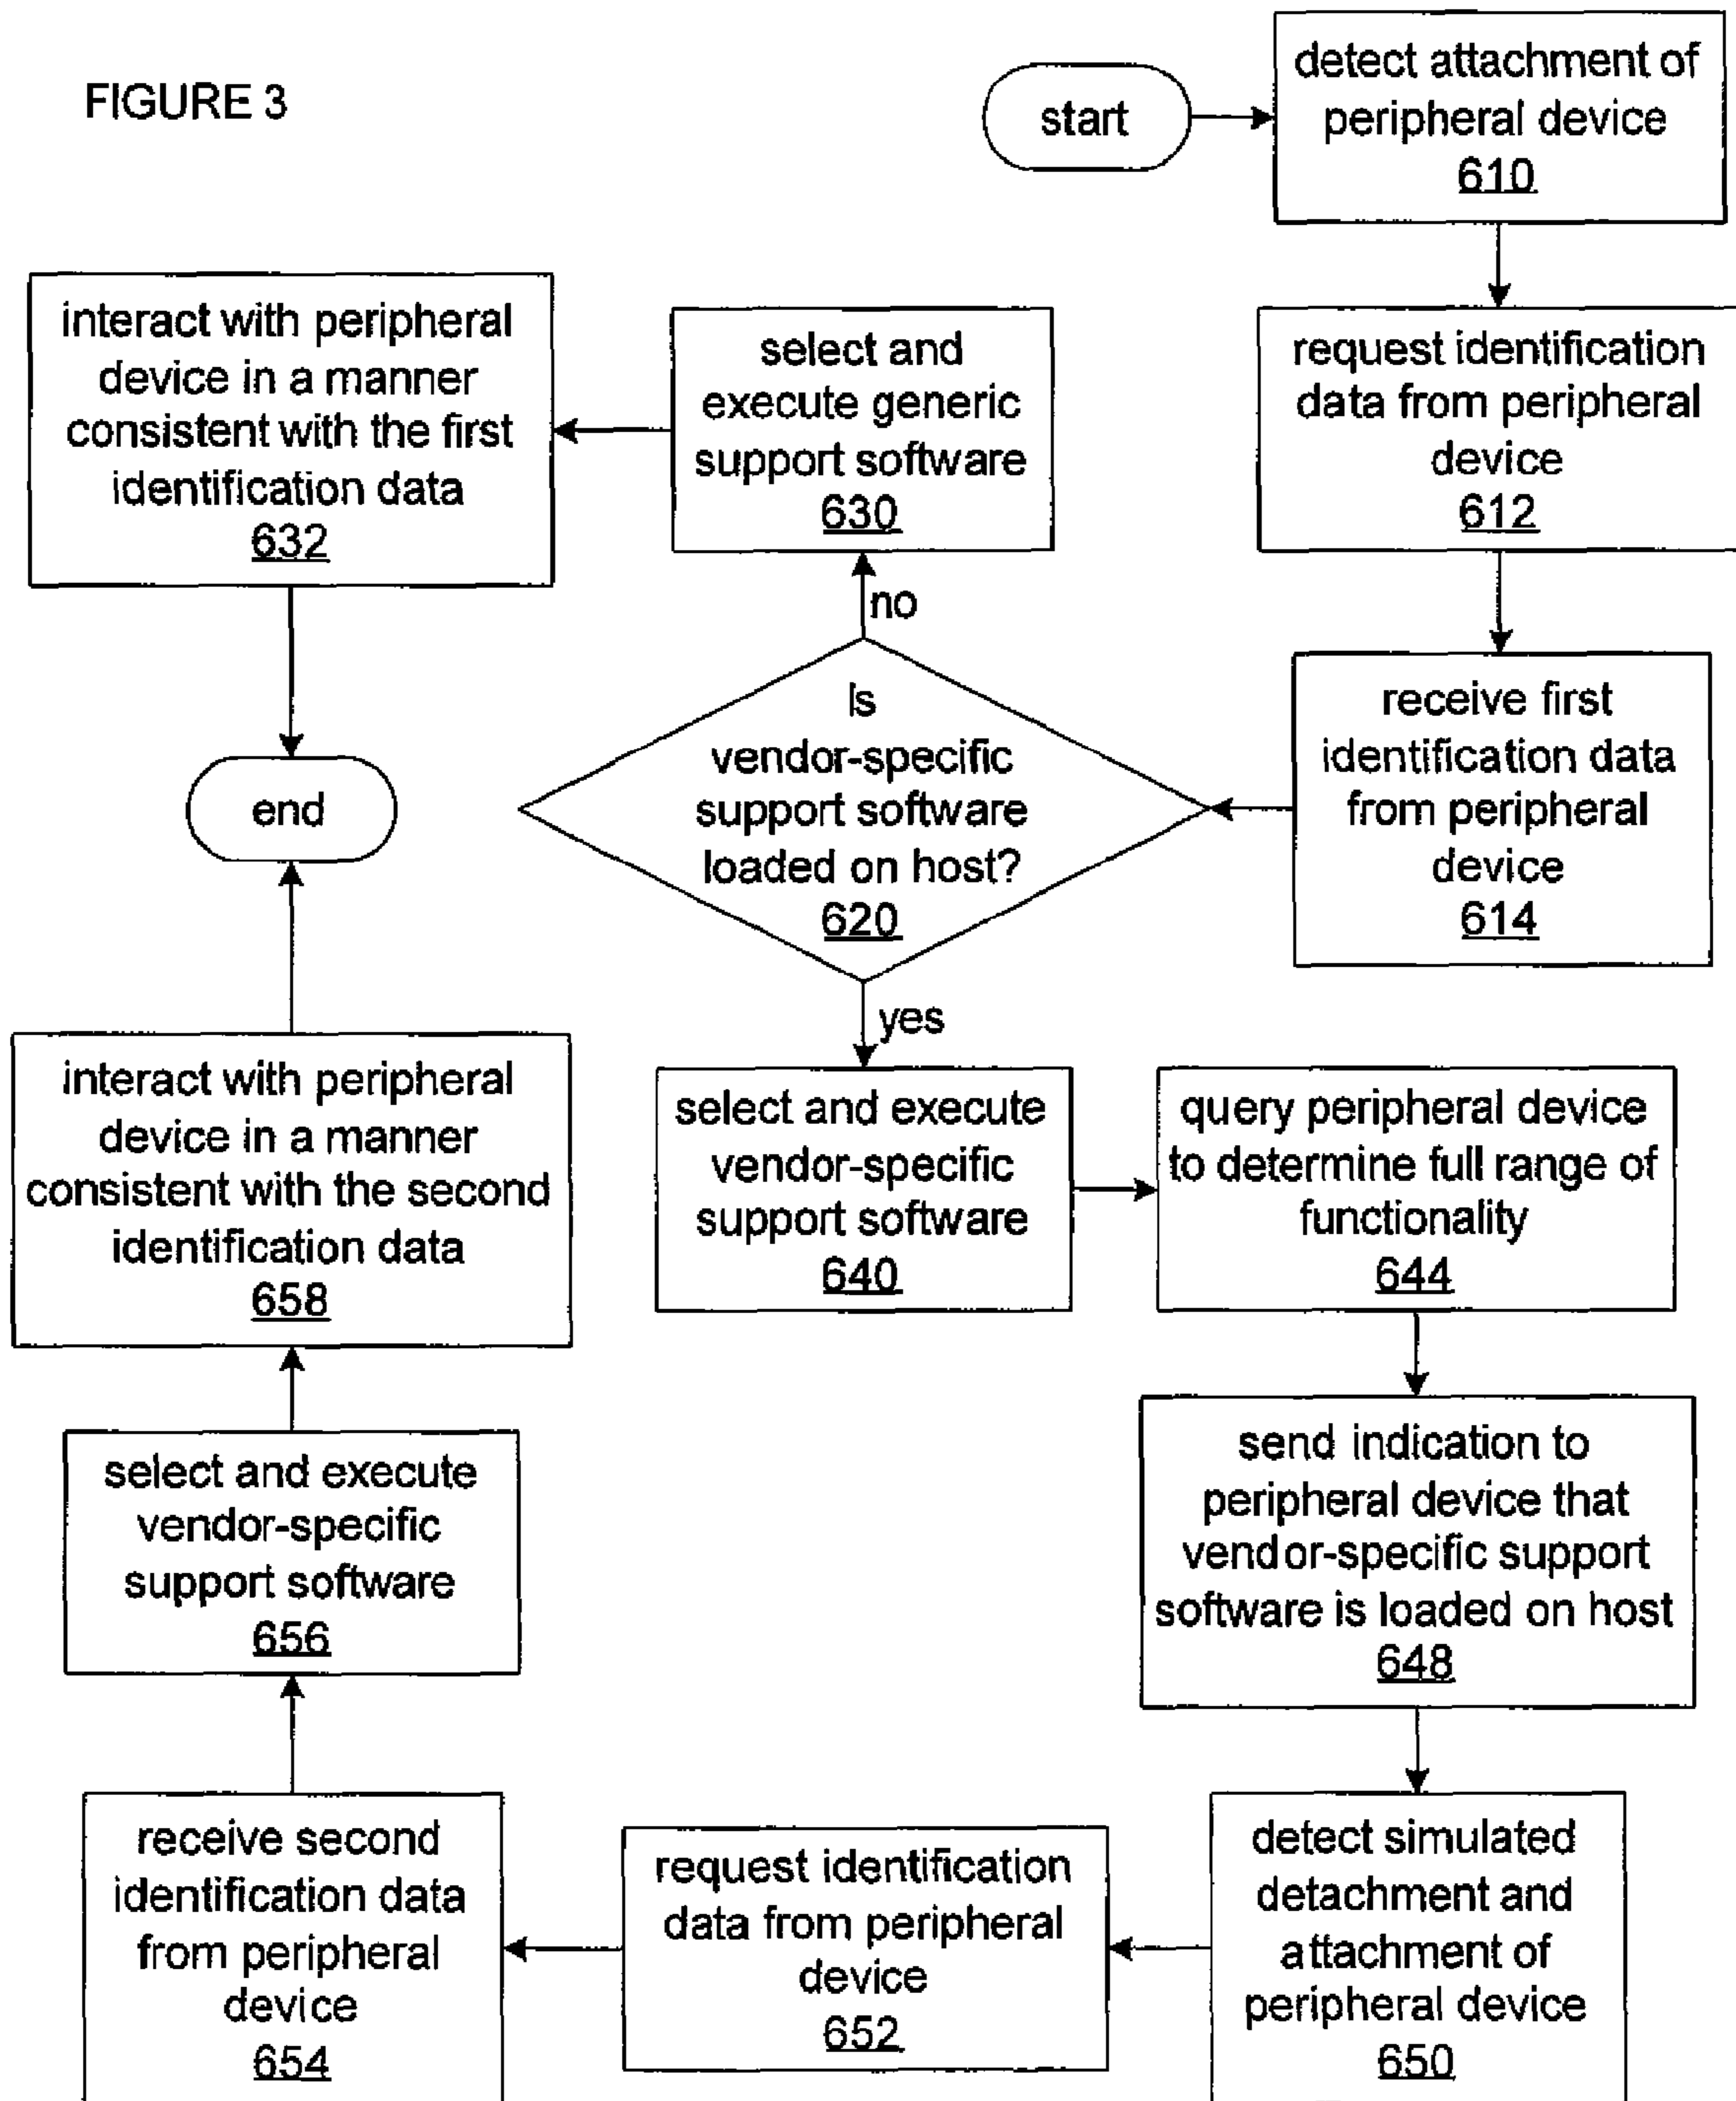 FIGURE 3
start
detect attachment of
peripheral device
610
request identification
data from peripheral
device
612
receive first
identification data
from peripheral
device
614
Is
vendor-specific
support software
loaded on host?
620
no
select and
execute generic
support software
630
interact with peripheral
device in a manner
consistent with the first
identification data
632
end
yes
select and execute
vendor-specific
support software
640
query peripheral device
to determine full range of
functionality
644
send indication to
peripheral device that
vendor-specific support
software is loaded on host
648
detect simulated
detachment and
attachment of
peripheral device
650
request identification
data from peripheral
device
652
receive second
identification data
from peripheral
device
654
select and execute
vendor-specific
support software
656
interact with peripheral
device in a manner
consistent with the second
identification data
658